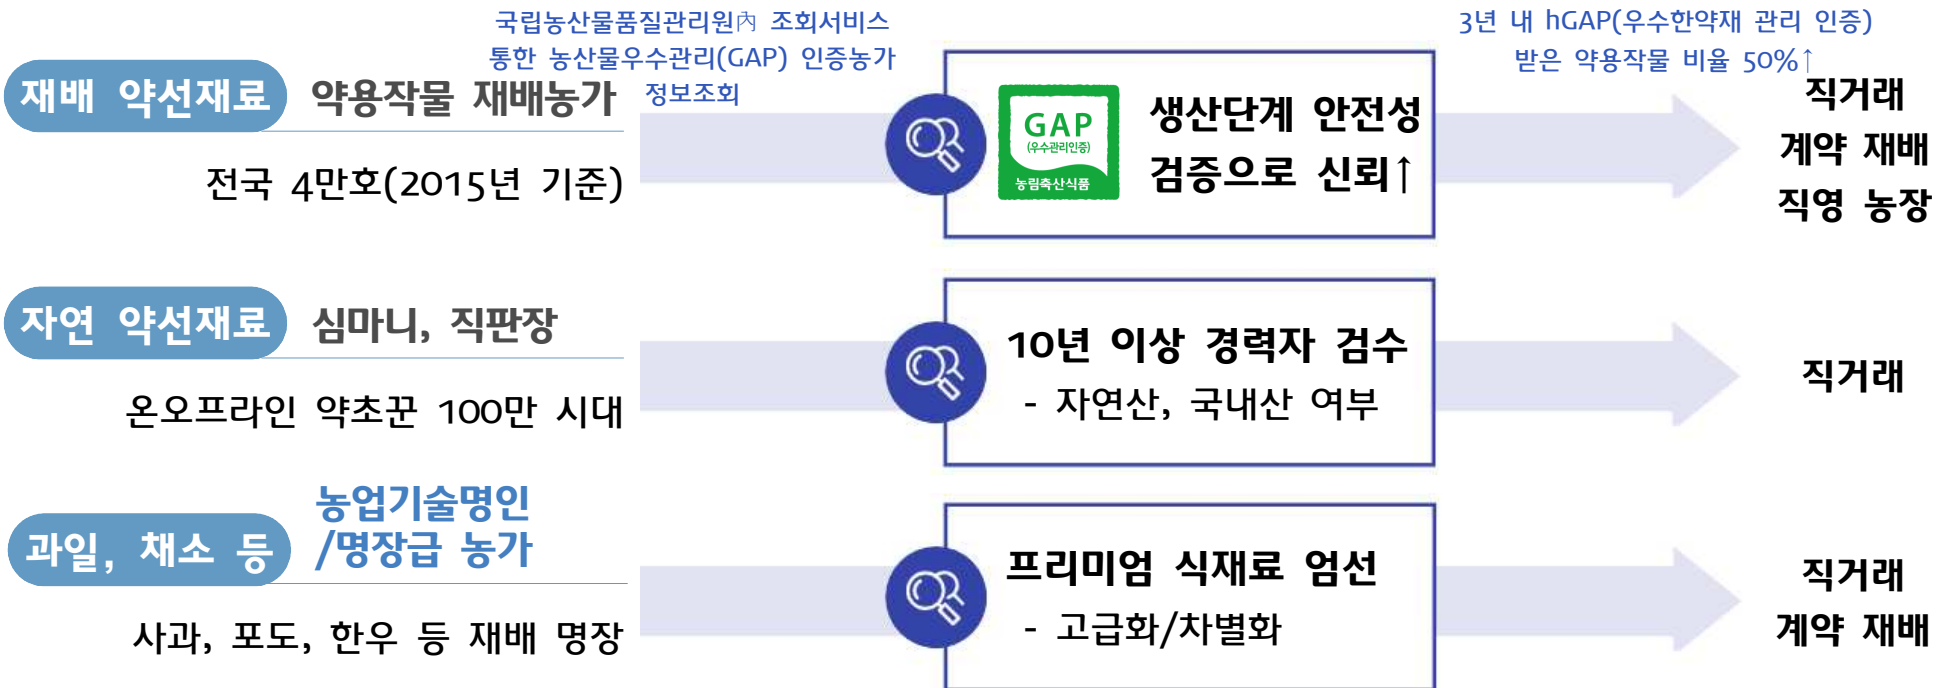 국립농산물품질관리원內 조회서비스
통한 농산물우수관리(GAP) 인증농가
정보조회
3년 내 hGAP(우수한약재 관리 인증)
받은 약용작물 비율 50%↑
재배 약선재료
약용작물 재배농가
전국 4만호(2015년 기준)
GAP
(우수관리인증)
농림축산식품
생산단계 안전성
검증으로 신뢰↑
직거래
계약 재배
직영 농장
자연 약선재료
심마니, 직판장
온오프라인 약초꾼 100만 시대
10년 이상 경력자 검수
- 자연산, 국내산 여부
직거래
과일, 채소 등
농업기술명인
/명장급 농가
사과, 포도, 한우 등 재배 명장
프리미엄 식재료 엄선
- 고급화/차별화
직거래
계약 재배